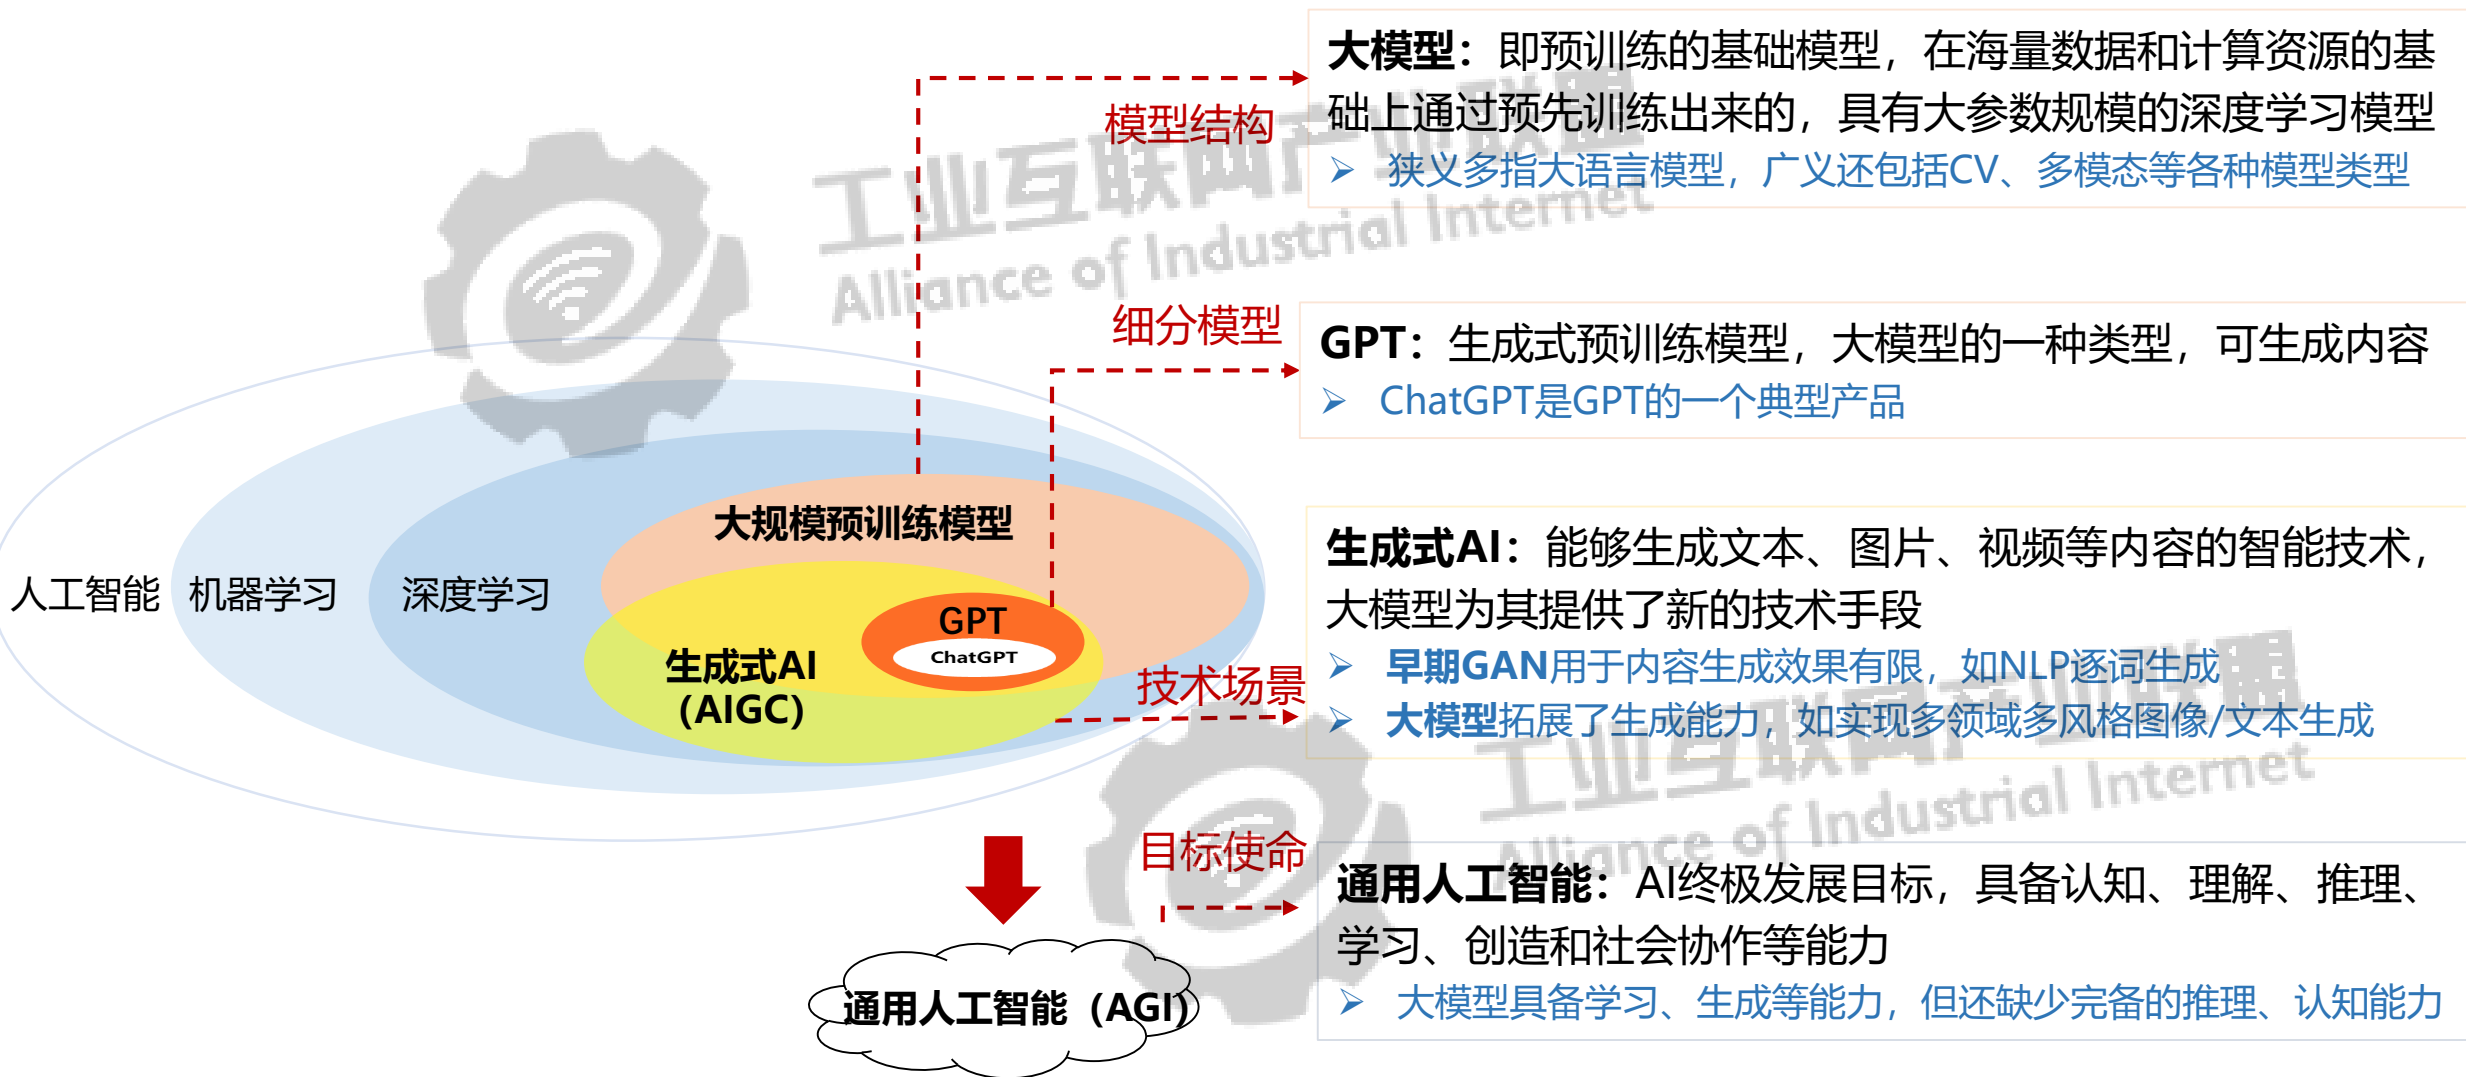 大模型：即预训练的基础模型，在海量数据和计算资源的基
础上通过预先训练出来的，具有大参数规模的深度学习模型
➢ 狭义多指大语言模型，广义还包括CV、多模态等各种模型类型
模型结构
工业互联网产业联盟
Alliance of Industrial Internet
细分模型
GPT：生成式预训练模型，大模型的一种类型，可生成内容
➢ ChatGPT是GPT的一个典型产品
人工智能
机器学习
深度学习
大规模预训练模型
GPT
ChatGPT
生成式AI
（AIGC）
技术场景
生成式AI：能够生成文本、图片、视频等内容的智能技术，
大模型为其提供了新的技术手段
➢ 早期GAN用于内容生成效果有限，如NLP逐词生成
➢ 大模型拓展了生成能力，如实现多领域多风格图像/文本生成
工业互联网产业联盟
Alliance of Industrial Internet
目标使命
通用人工智能：AI终极发展目标，具备认知、理解、推理、
学习、创造和社会协作等能力
➢ 大模型具备学习、生成等能力，但还缺少完备的推理、认知能力
通用人工智能（AGI）